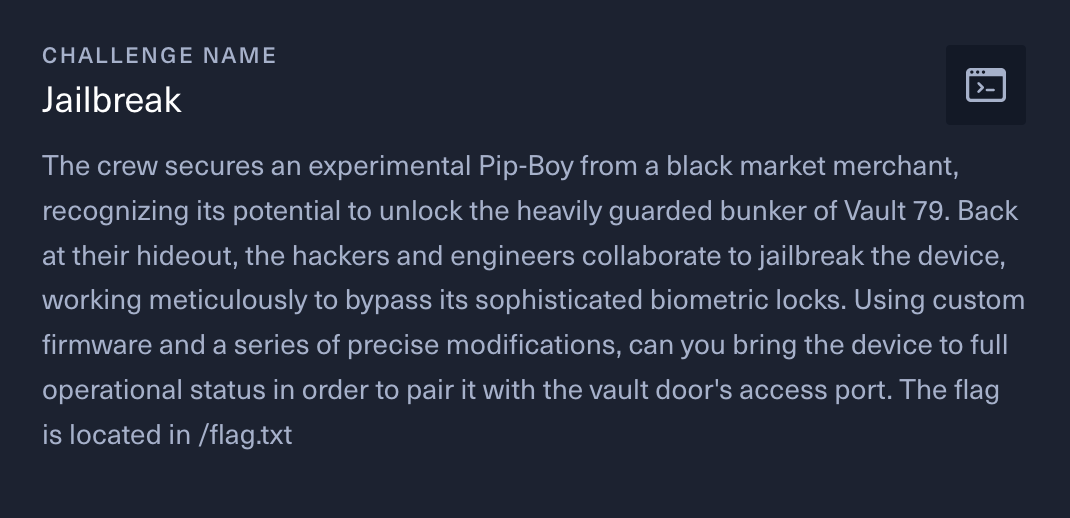 CHALLENGE NAME
Jailbreak
The crew secures an experimental Pip-Boy from a black market merchant,
recognizing its potential to unlock the heavily guarded bunker of Vault 79. Back
at their hideout, the hackers and engineers collaborate to jailbreak the device,
working meticulously to bypass its sophisticated biometric locks. Using custom
firmware and a series of precise modifications, can you bring the device to full
operational status in order to pair it with the vault door's access port. The flag
is located in /flag.txt